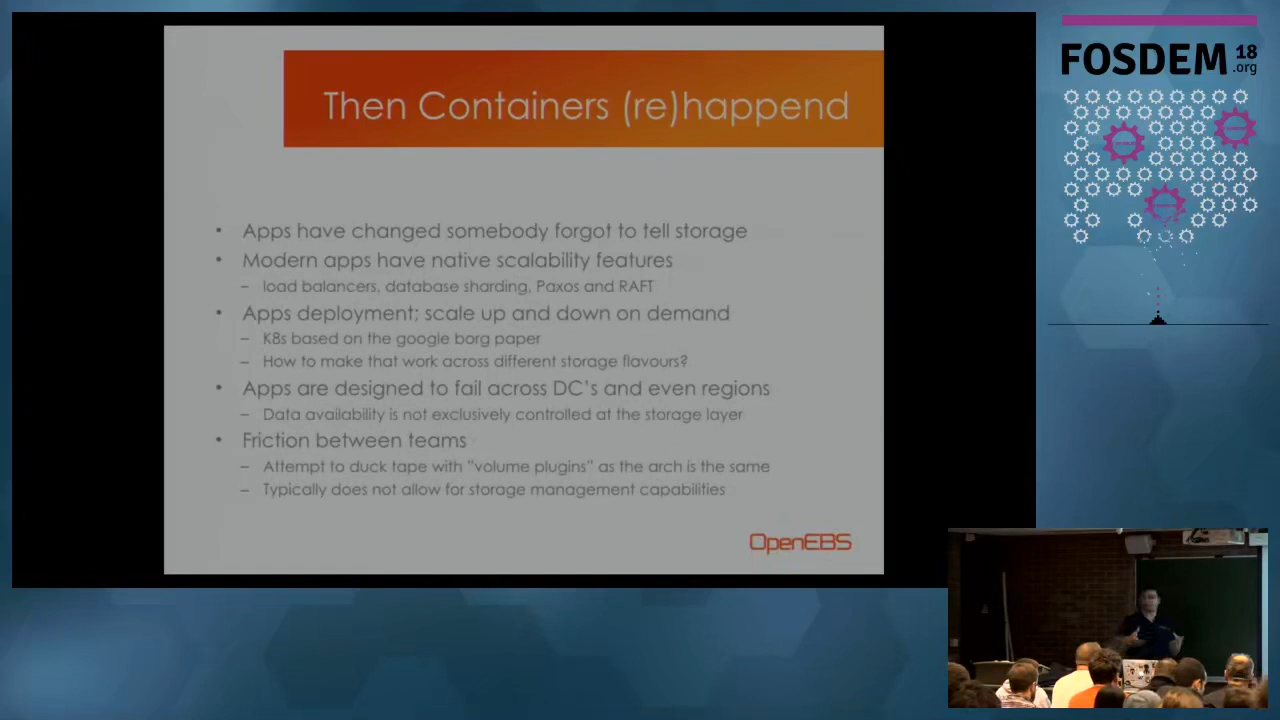 Then Containers (re)happend
• Apps have changed somebody forgot to tell storage
• Modern apps have native scalability features
– load balancers, database sharding, Paxos and RAFT
• Apps deployment; scale up and down on demand
– K8s based on the google borg paper
– How to make that work across different storage flavours?
• Apps are designed to fail across DC's and even regions
– Data availability is not exclusively controlled at the storage layer
• Friction between teams
– Attempt to duck tape with "volume plugins" as the arch is the same
– Typically does not allow for storage management capabilities
OpenEBS
FOSDEM 18
.org